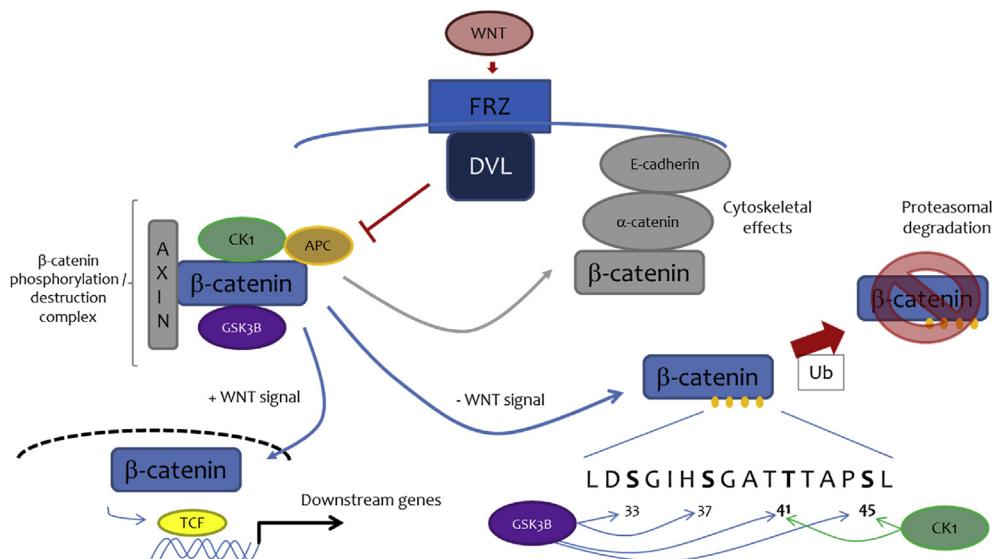 WNT
FRZ
DVL
E-cadherin
α-catenin
β-catenin
Cytoskeletal
effects
Proteasomal
degradation
β-catenin
β-catenin
phosphorylation /
destruction
complex
A
X
I
N
CK1
APC
β-catenin
GSK3B
+ WNT signal
- WNT signal
β-catenin
Ub
β-catenin
TCF
Downstream genes
LDSGIHSGATTTAPSL
GSK3B
33
37
41
45
CK1